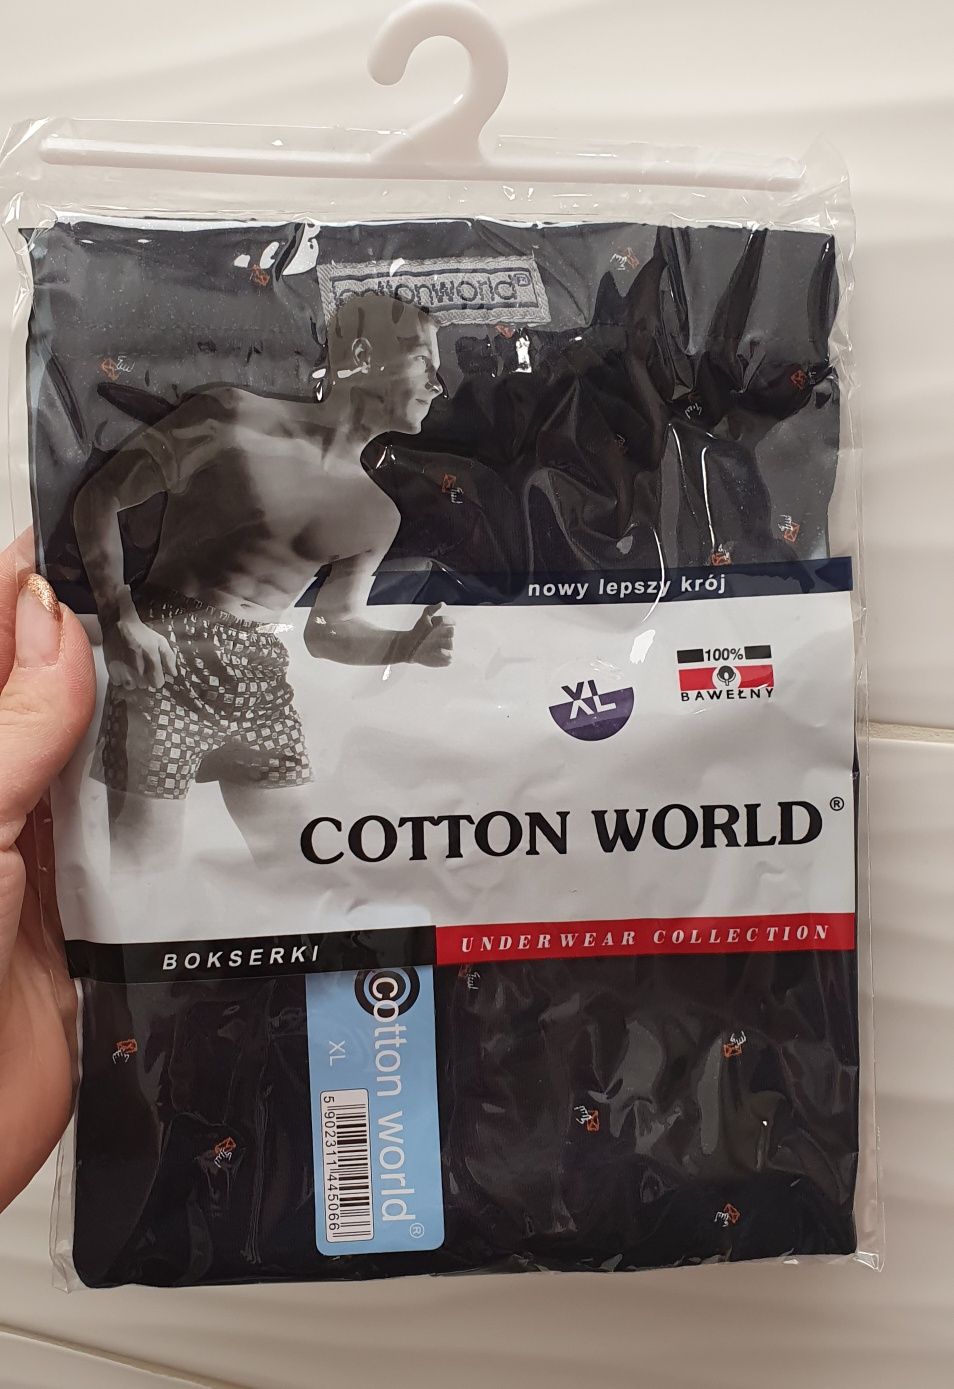 cottonworld®
nowy lepszy krój
XL
100%
BAWEŁNY
COTTON WORLD®
BOKSERKI
UNDERWEAR COLLECTION
cotton world®
XL
5902311445066